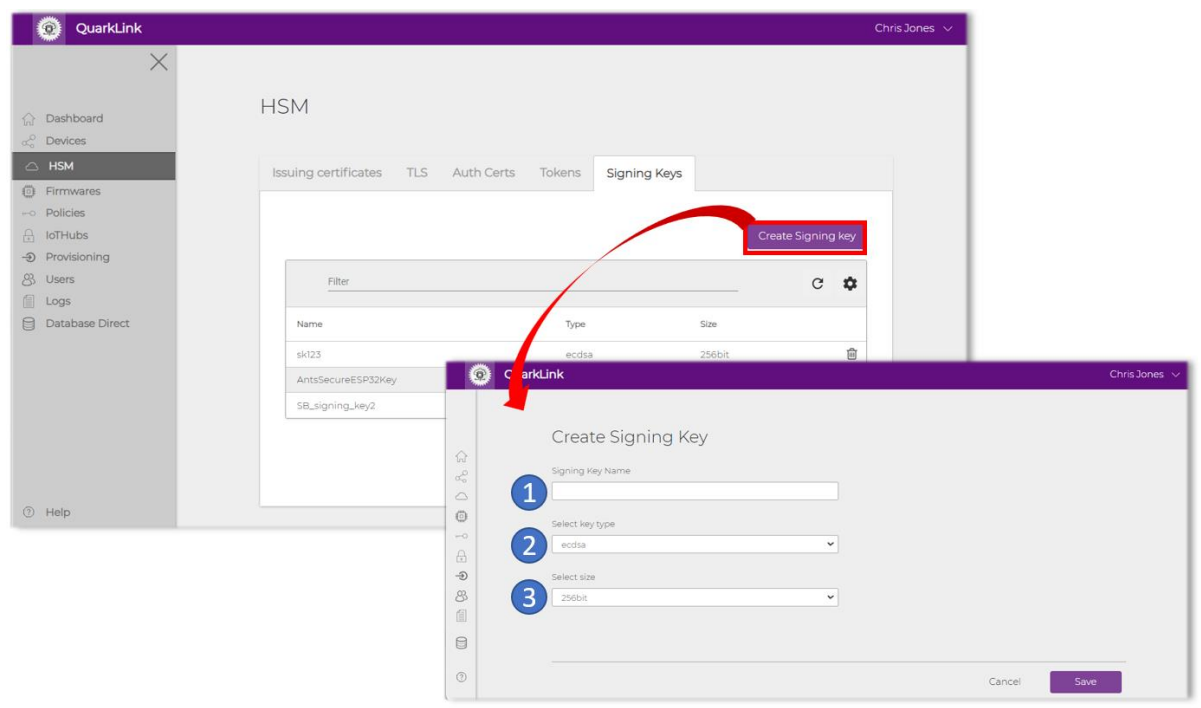 QuarkLink
Chris Jones
Dashboard
Devices
HSM
Firmwares
Policies
IoTHubs
Provisioning
Users
Logs
Database Direct
Help
HSM
Issuing certificates TLS Auth Certs Tokens Signing Keys
Create Signing key
Filter
Name Type Size
sk123 ecdsa 256bit
AntsSecureESP32Key
SB_signing_key2
QuarkLink
Chris Jones
Create Signing Key
Signing Key Name
1
Select key type
2 ecdsa
Select size
3 256bit
Cancel Save